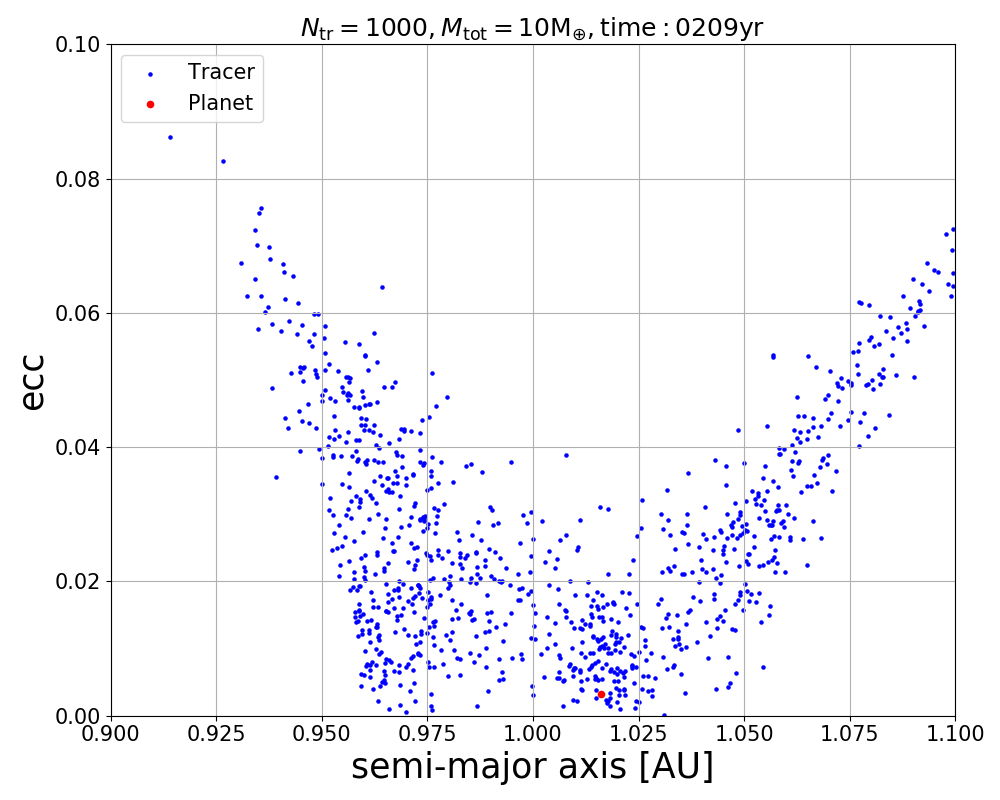 N_tr = 1000, M_tot = 10M_⊕, time : 0209yr
Tracer
Planet
0.10
0.08
0.06
0.04
0.02
0.00
ecc
0.900 0.925 0.950 0.975 1.000 1.025 1.050 1.075 1.100
semi-major axis [AU]